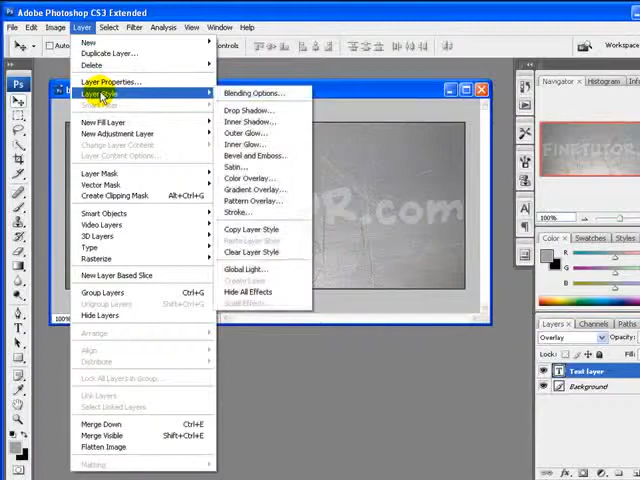 Adobe Photoshop CS3 Extended
File Edit Image Layer Select Filter Analysis View Window Help
New
Duplicate Layer...
Delete
Layer Properties...
Layer Style
New Fill Layer
New Adjustment Layer
Change Layer Content
Layer Content Options...
Layer Mask
Vector Mask
Create Clipping Mask Alt+Ctrl+G
Smart Objects
Video Layers
3D Layers
Type
Rasterize
New Layer Based Slice
Group Layers Ctrl+G
Ungroup Layers Shift+Ctrl+G
Hide Layers
Arrange
Align
Distribute
Lock All Layers in Group...
Link Layers
Select Linked Layers
Merge Down Ctrl+E
Merge Visible Shift+Ctrl+E
Flatten Image
Matting
Blending Options...
Drop Shadow...
Inner Shadow...
Outer Glow...
Inner Glow...
Bevel and Emboss...
Satin...
Color Overlay...
Gradient Overlay...
Pattern Overlay...
Stroke...
Copy Layer Style
Paste Layer Style
Clear Layer Style
Global Light...
Create Layer
Hide All Effects
Scale Effects...
Auto
Controls
Ps
R.com
100%
Navigator Histogram
FINETUTOR
100%
Color Swatches Styles
Layers Channels Paths
Overlay Opacity:
Lock: Fill
Text layer
Background
fx